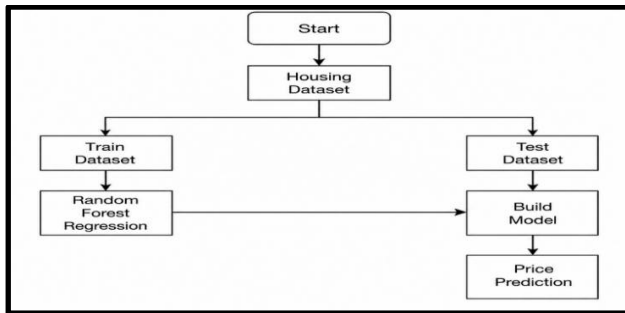 Start
Housing
Dataset
Train
Dataset
Test
Dataset
Random
Forest
Regression
Build
Model
Price
Prediction